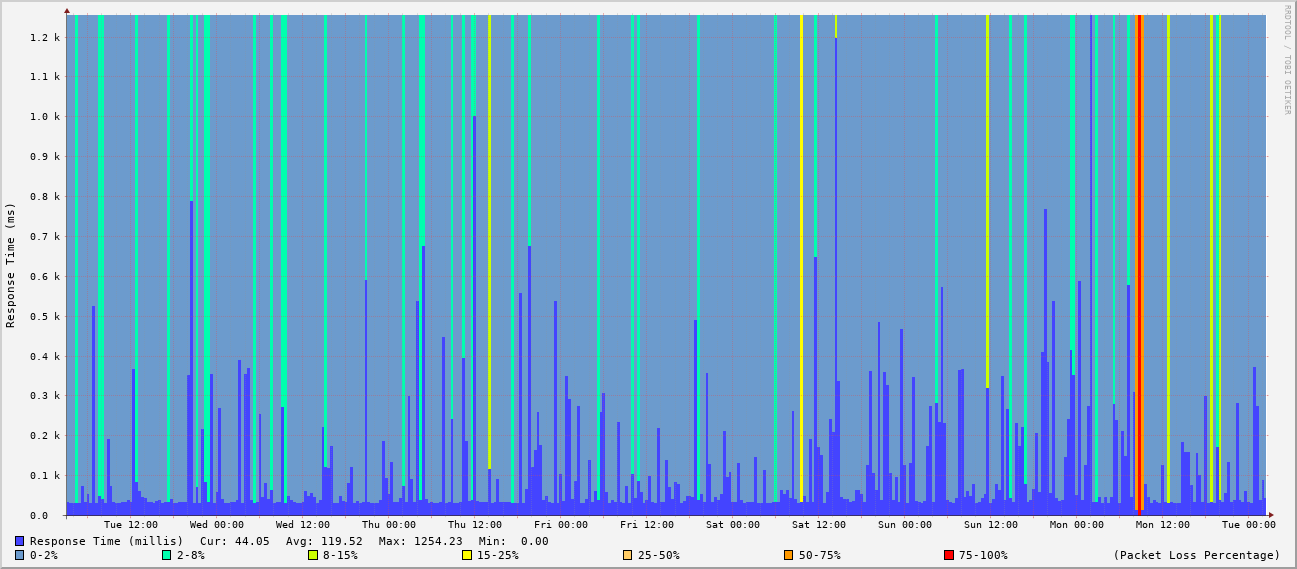 RRDTOOL / TOBI OETIKER
Response Time (ms)
1.2 k
1.1 k
1.0 k
0.9 k
0.8 k
0.7 k
0.6 k
0.5 k
0.4 k
0.3 k
0.2 k
0.1 k
0.0
Tue 12:00 Wed 00:00 Wed 12:00 Thu 00:00 Thu 12:00 Fri 00:00 Fri 12:00 Sat 00:00 Sat 12:00 Sun 00:00 Sun 12:00 Mon 00:00 Mon 12:00 Tue 00:00
Response Time (millis) Cur: 44.05 Avg: 119.52 Max: 1254.23 Min: 0.00
0-2% 2-8% 8-15% 15-25% 25-50% 50-75% 75-100% (Packet Loss Percentage)